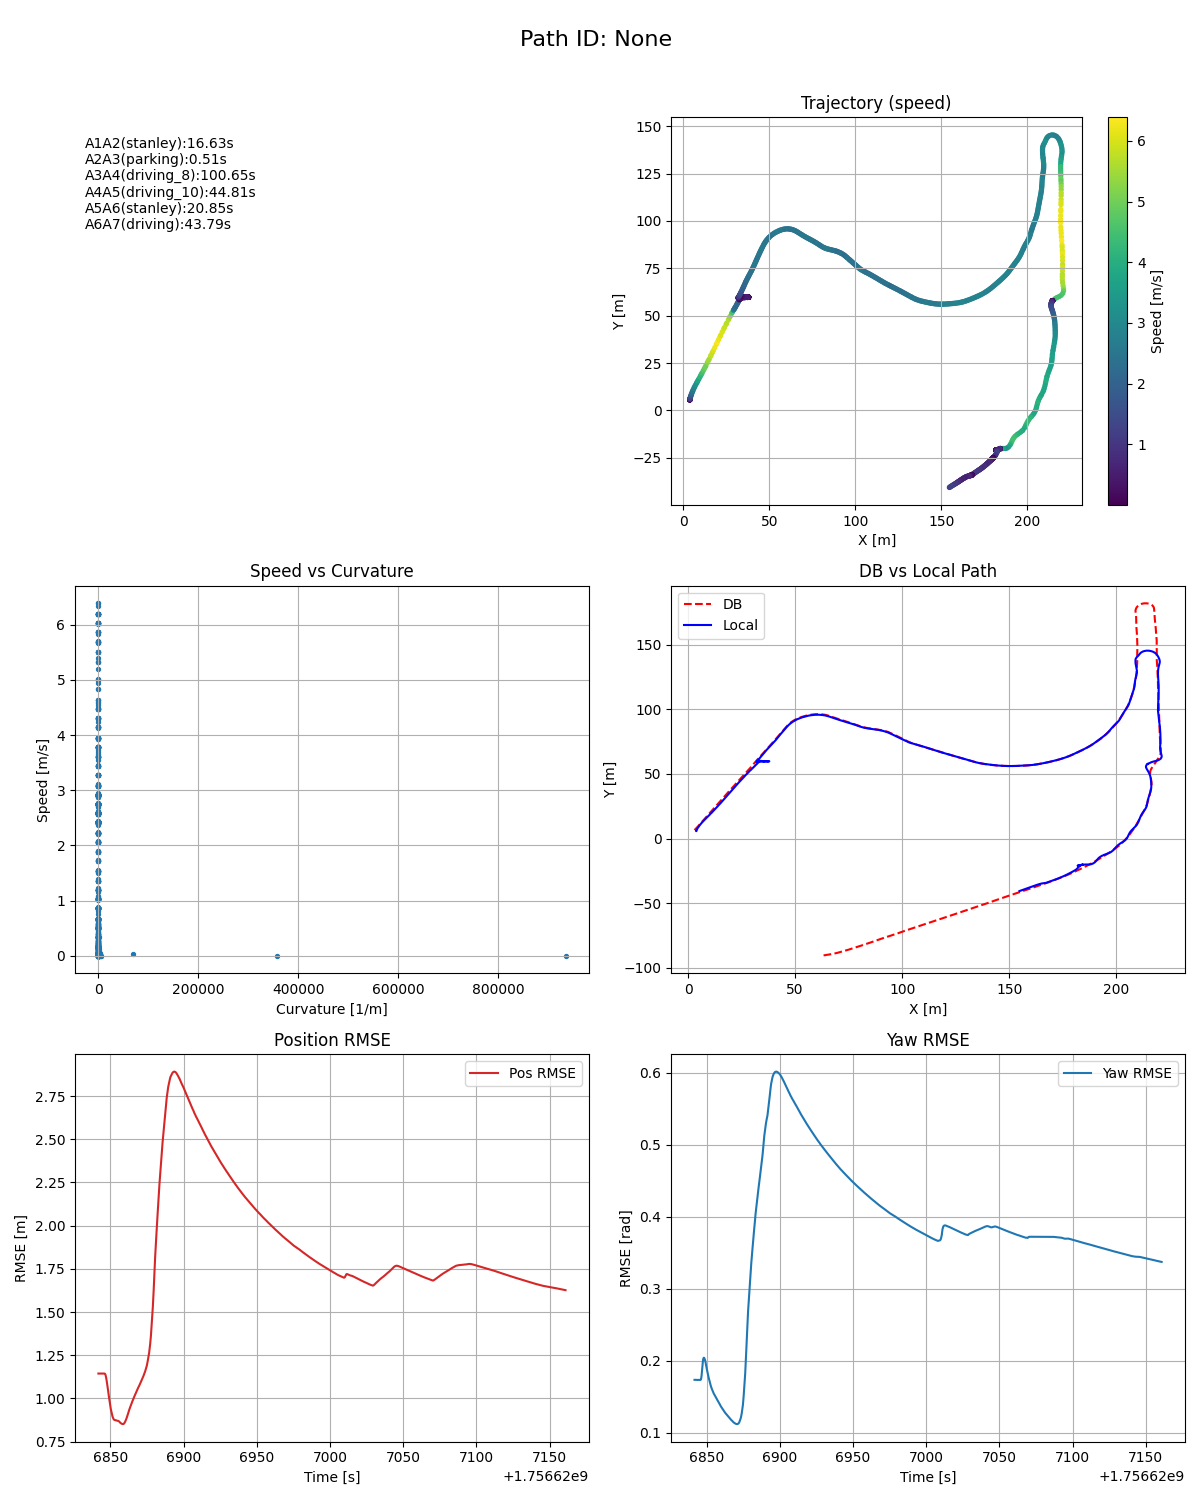 Path ID: None
A1A2(stanley):16.63s
A2A3(parking):0.51s
A3A4(driving_8):100.65s
A4A5(driving_10):44.81s
A5A6(stanley):20.85s
A6A7(driving):43.79s
Trajectory (speed)
150
125
100
75
50
25
0
−25
Y [m]
0 50 100 150 200
X [m]
6
5
4
3
2
1
Speed [m/s]
Speed vs Curvature
6
5
4
3
2
1
0
Speed [m/s]
0 200000 400000 600000 800000
Curvature [1/m]
DB vs Local Path
DB
Local
150
100
50
0
−50
−100
Y [m]
0 50 100 150 200
X [m]
Position RMSE
Pos RMSE
2.75
2.50
2.25
2.00
1.75
1.50
1.25
1.00
0.75
RMSE [m]
6850 6900 6950 7000 7050 7100 7150
Time [s]
+1.75662e9
Yaw RMSE
Yaw RMSE
0.6
0.5
0.4
0.3
0.2
0.1
RMSE [rad]
6850 6900 6950 7000 7050 7100 7150
Time [s]
+1.75662e9